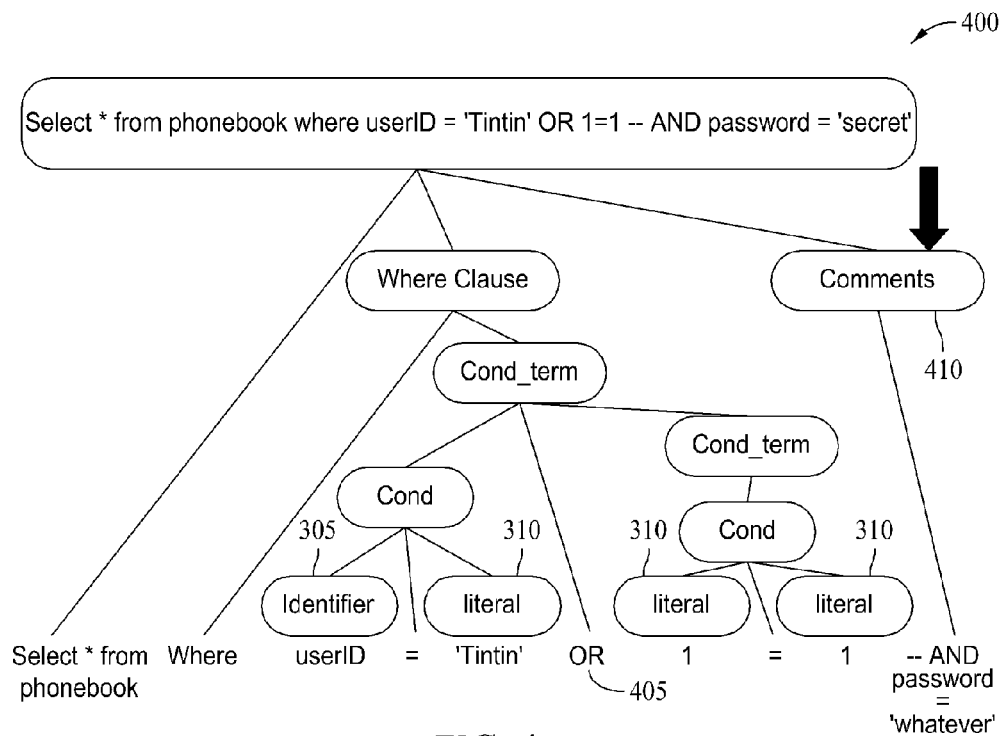 400
Select * from phonebook where userID = 'Tintin' OR 1=1 -- AND password = 'secret'
Where Clause
Comments
410
Cond_term
Cond_term
Cond
Cond
305
310
310
310
Identifier
literal
literal
literal
Select * from
phonebook
Where
userID
=
'Tintin'
OR
405
1
=
1
-- AND
password
=
'whatever'